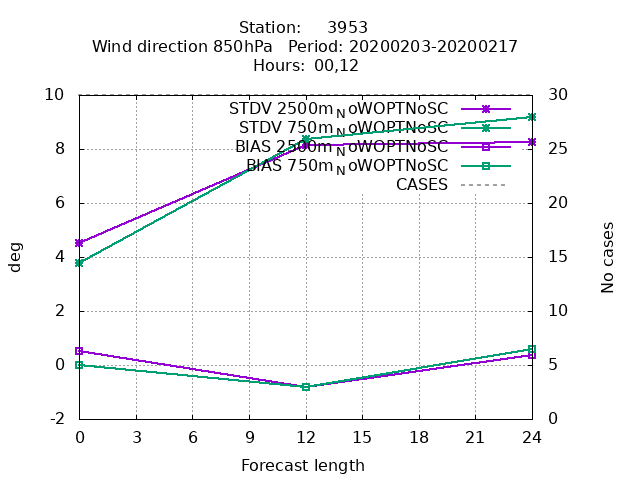 Station: 3953
Wind direction 850hPa Period: 20200203-20200217
Hours: 00,12
STDV 2500m_NoWOPTNoSC
STDV 750m_NoWOPTNoSC
BIAS 2500m_NoWOPTNoSC
BIAS 750m_NoWOPTNoSC
CASES
10
8
6
4
2
0
-2
deg
30
25
20
15
10
5
0
No cases
0 3 6 9 12 15 18 21 24
Forecast length